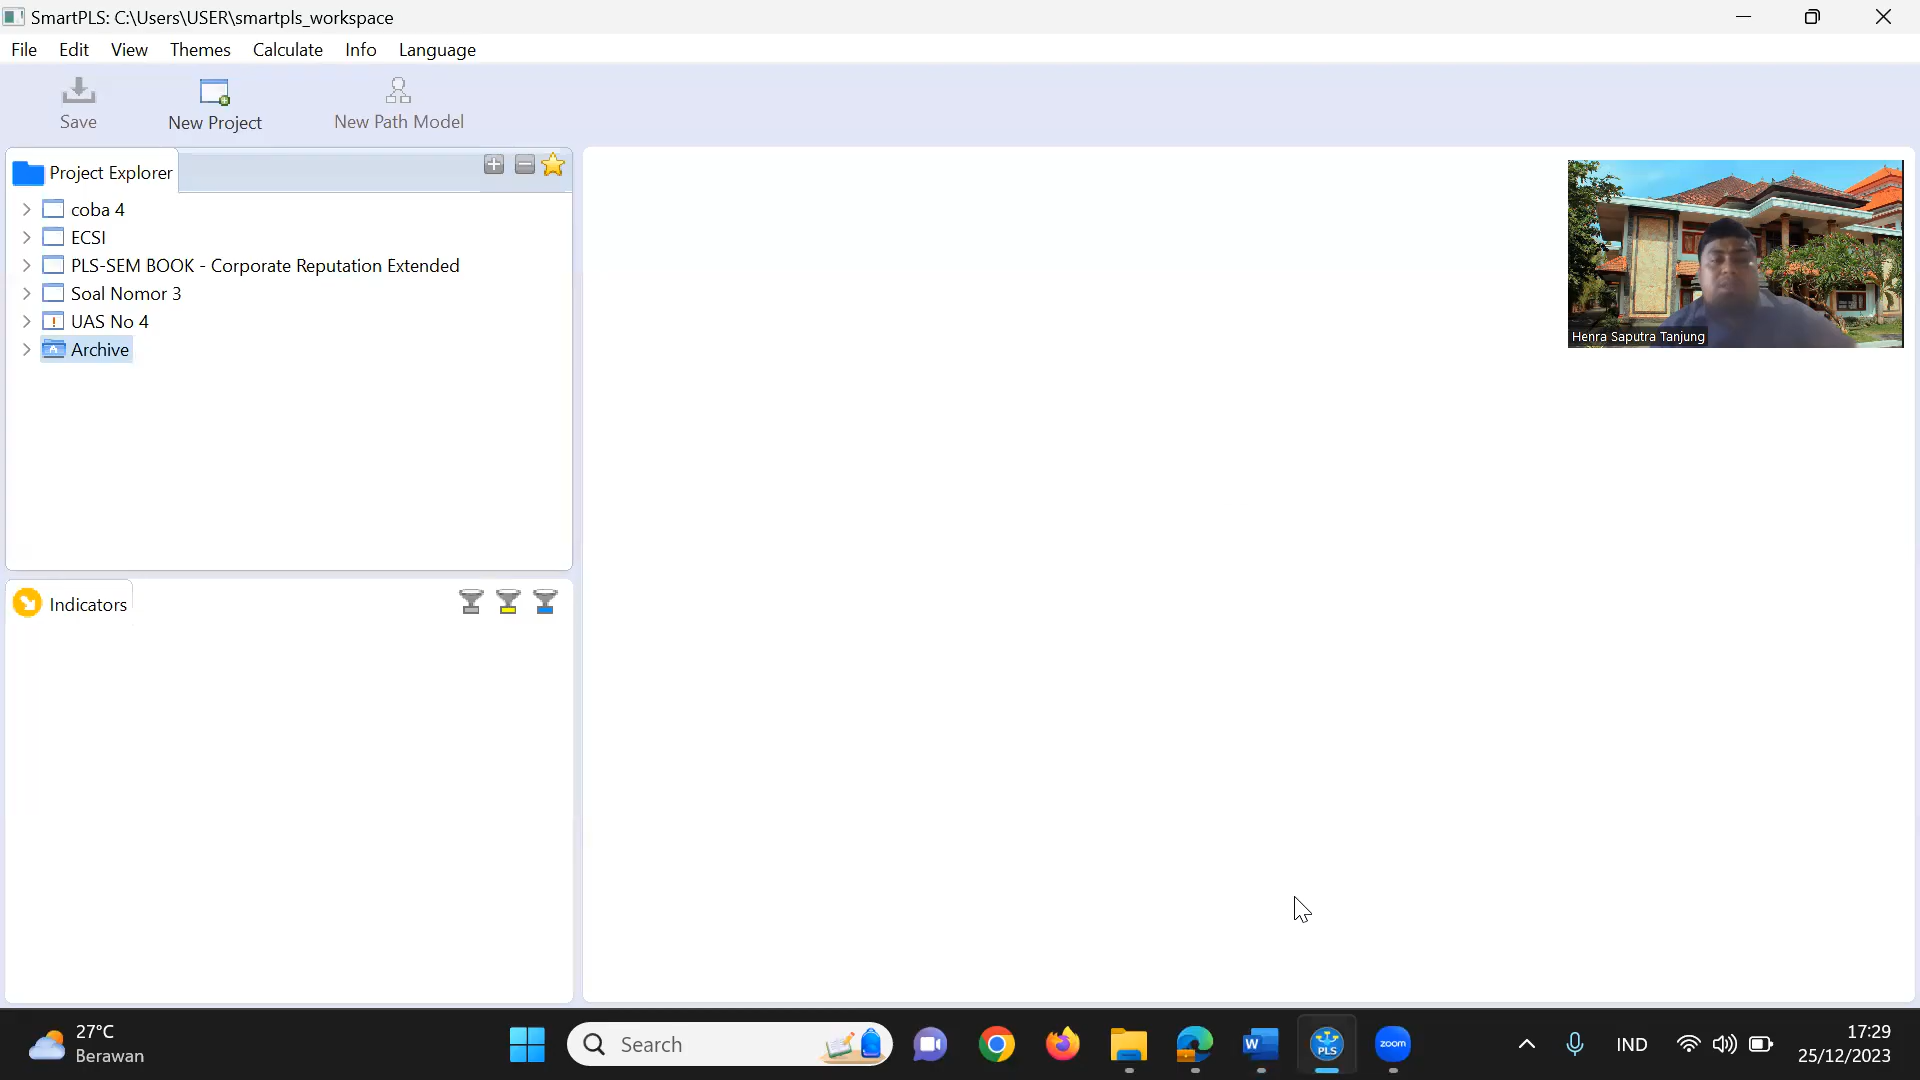 SmartPLS: C:\Users\USER\smartpls_workspace
File Edit View Themes Calculate Info Language
Save New Project New Path Model
Project Explorer
coba 4
ECSI
PLS-SEM BOOK - Corporate Reputation Extended
Soal Nomor 3
UAS No 4
Archive
Henra Saputra Tanjung
Indicators
27°C
Berawan
Search
W
PLS
zoom
IND
17:29
25/12/2023